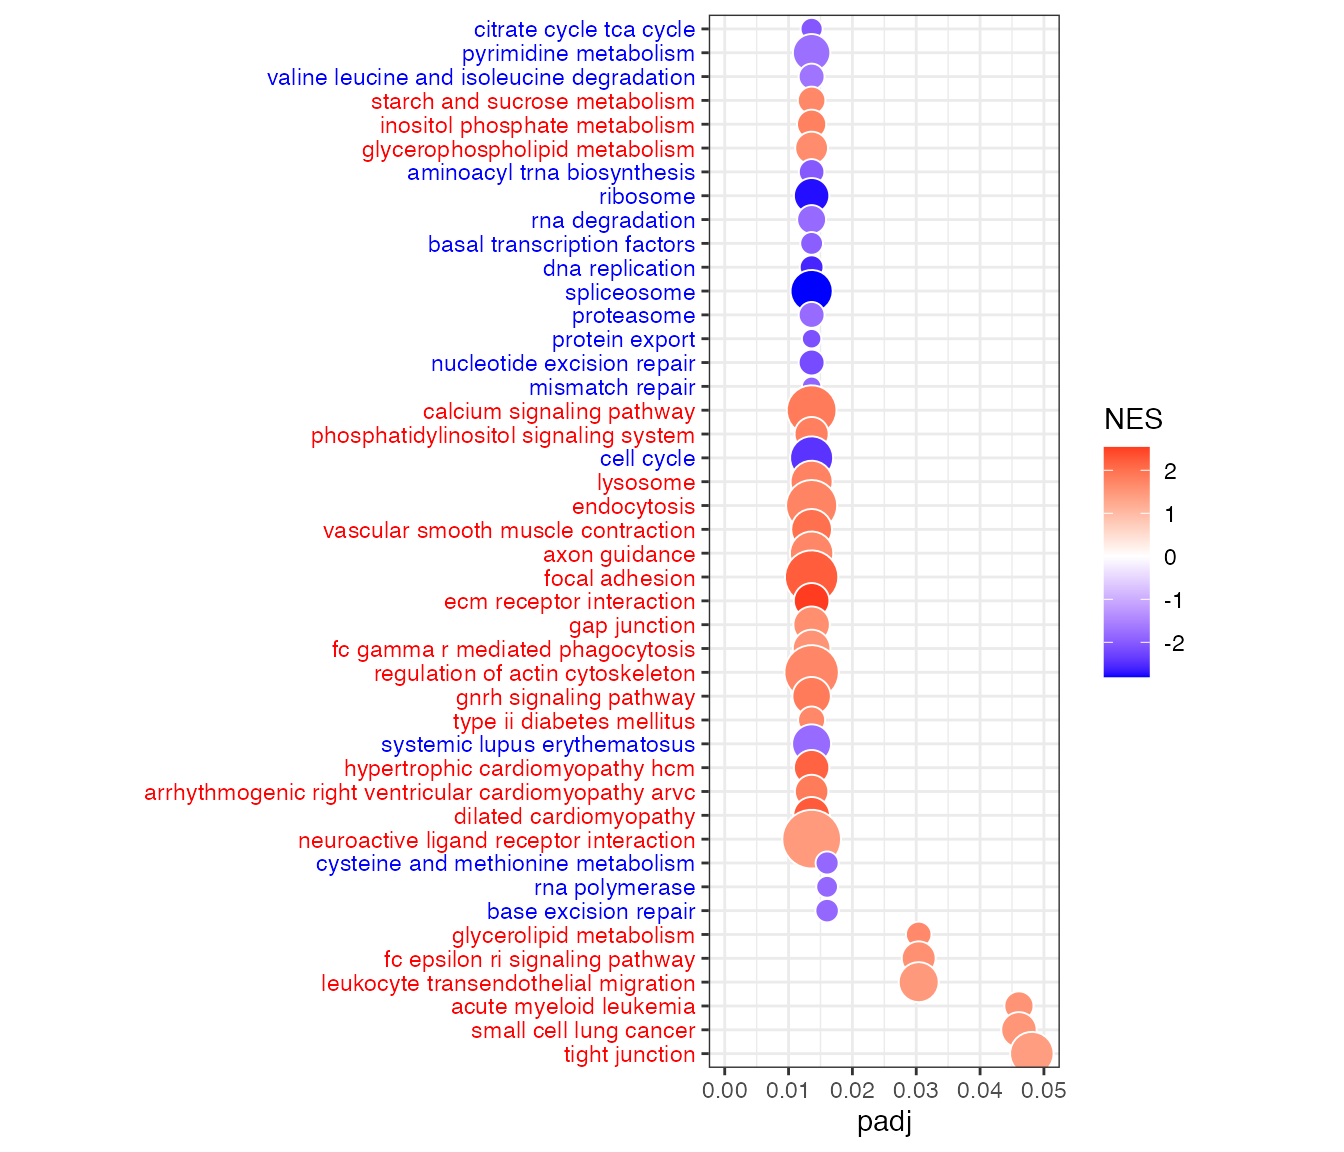 citrate cycle tca cycle
pyrimidine metabolism
valine leucine and isoleucine degradation
starch and sucrose metabolism
inositol phosphate metabolism
glycerophospholipid metabolism
aminoacyl trna biosynthesis
ribosome
rna degradation
basal transcription factors
dna replication
spliceosome
proteasome
protein export
nucleotide excision repair
mismatch repair
calcium signaling pathway
phosphatidylinositol signaling system
cell cycle
lysosome
endocytosis
vascular smooth muscle contraction
axon guidance
focal adhesion
ecm receptor interaction
gap junction
fc gamma r mediated phagocytosis
regulation of actin cytoskeleton
gnrh signaling pathway
type ii diabetes mellitus
systemic lupus erythematosus
hypertrophic cardiomyopathy hcm
arrhythmogenic right ventricular cardiomyopathy arvc
dilated cardiomyopathy
neuroactive ligand receptor interaction
cysteine and methionine metabolism
rna polymerase
base excision repair
glycerolipid metabolism
fc epsilon ri signaling pathway
leukocyte transendothelial migration
acute myeloid leukemia
small cell lung cancer
tight junction
0.00 0.01 0.02 0.03 0.04 0.05
padj
NES
2
1
0
-1
-2